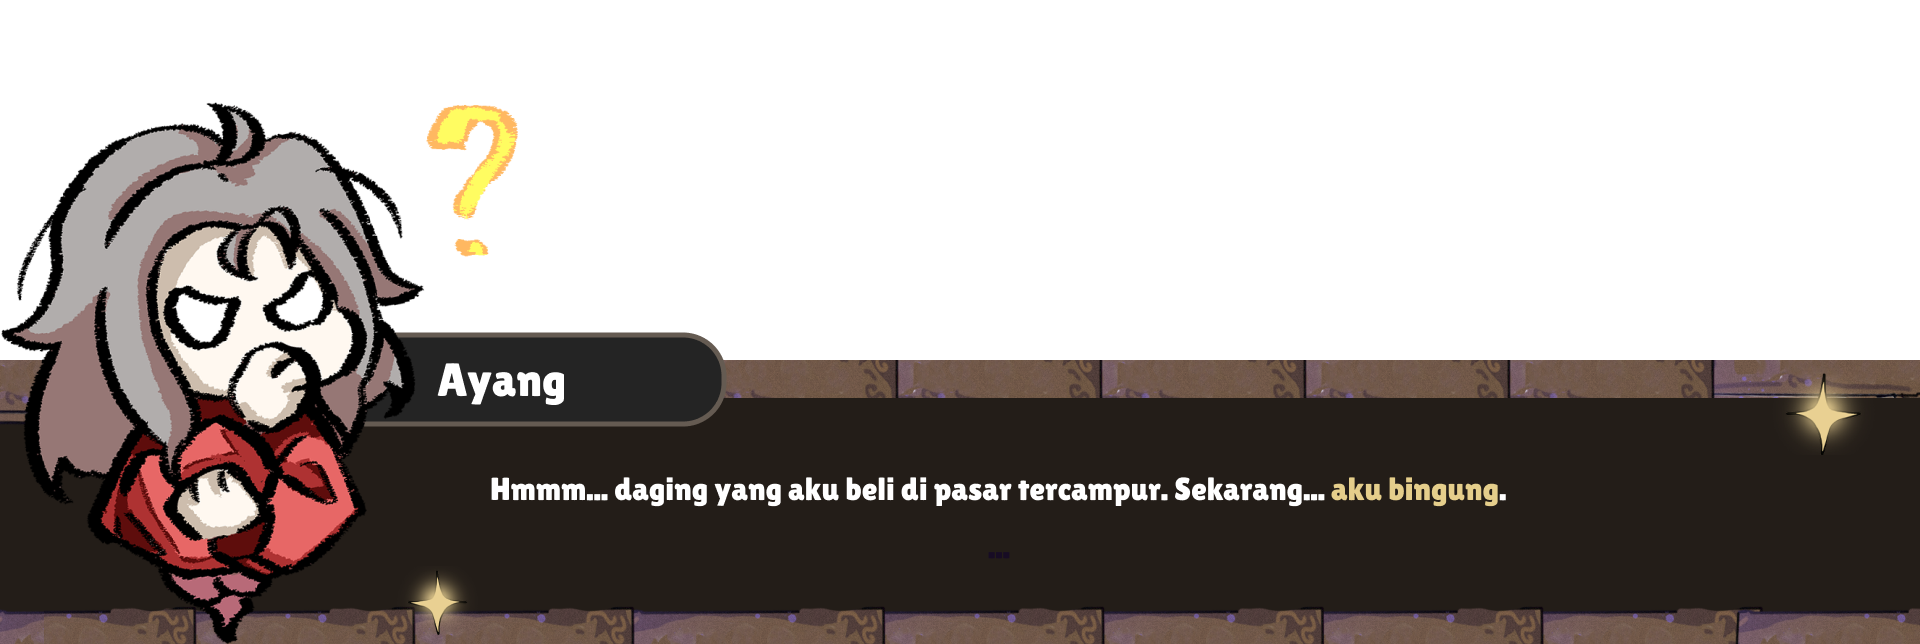 ?
Ayang
Hmmm... daging yang aku beli di pasar tercampur. Sekarang... aku bingung.
...